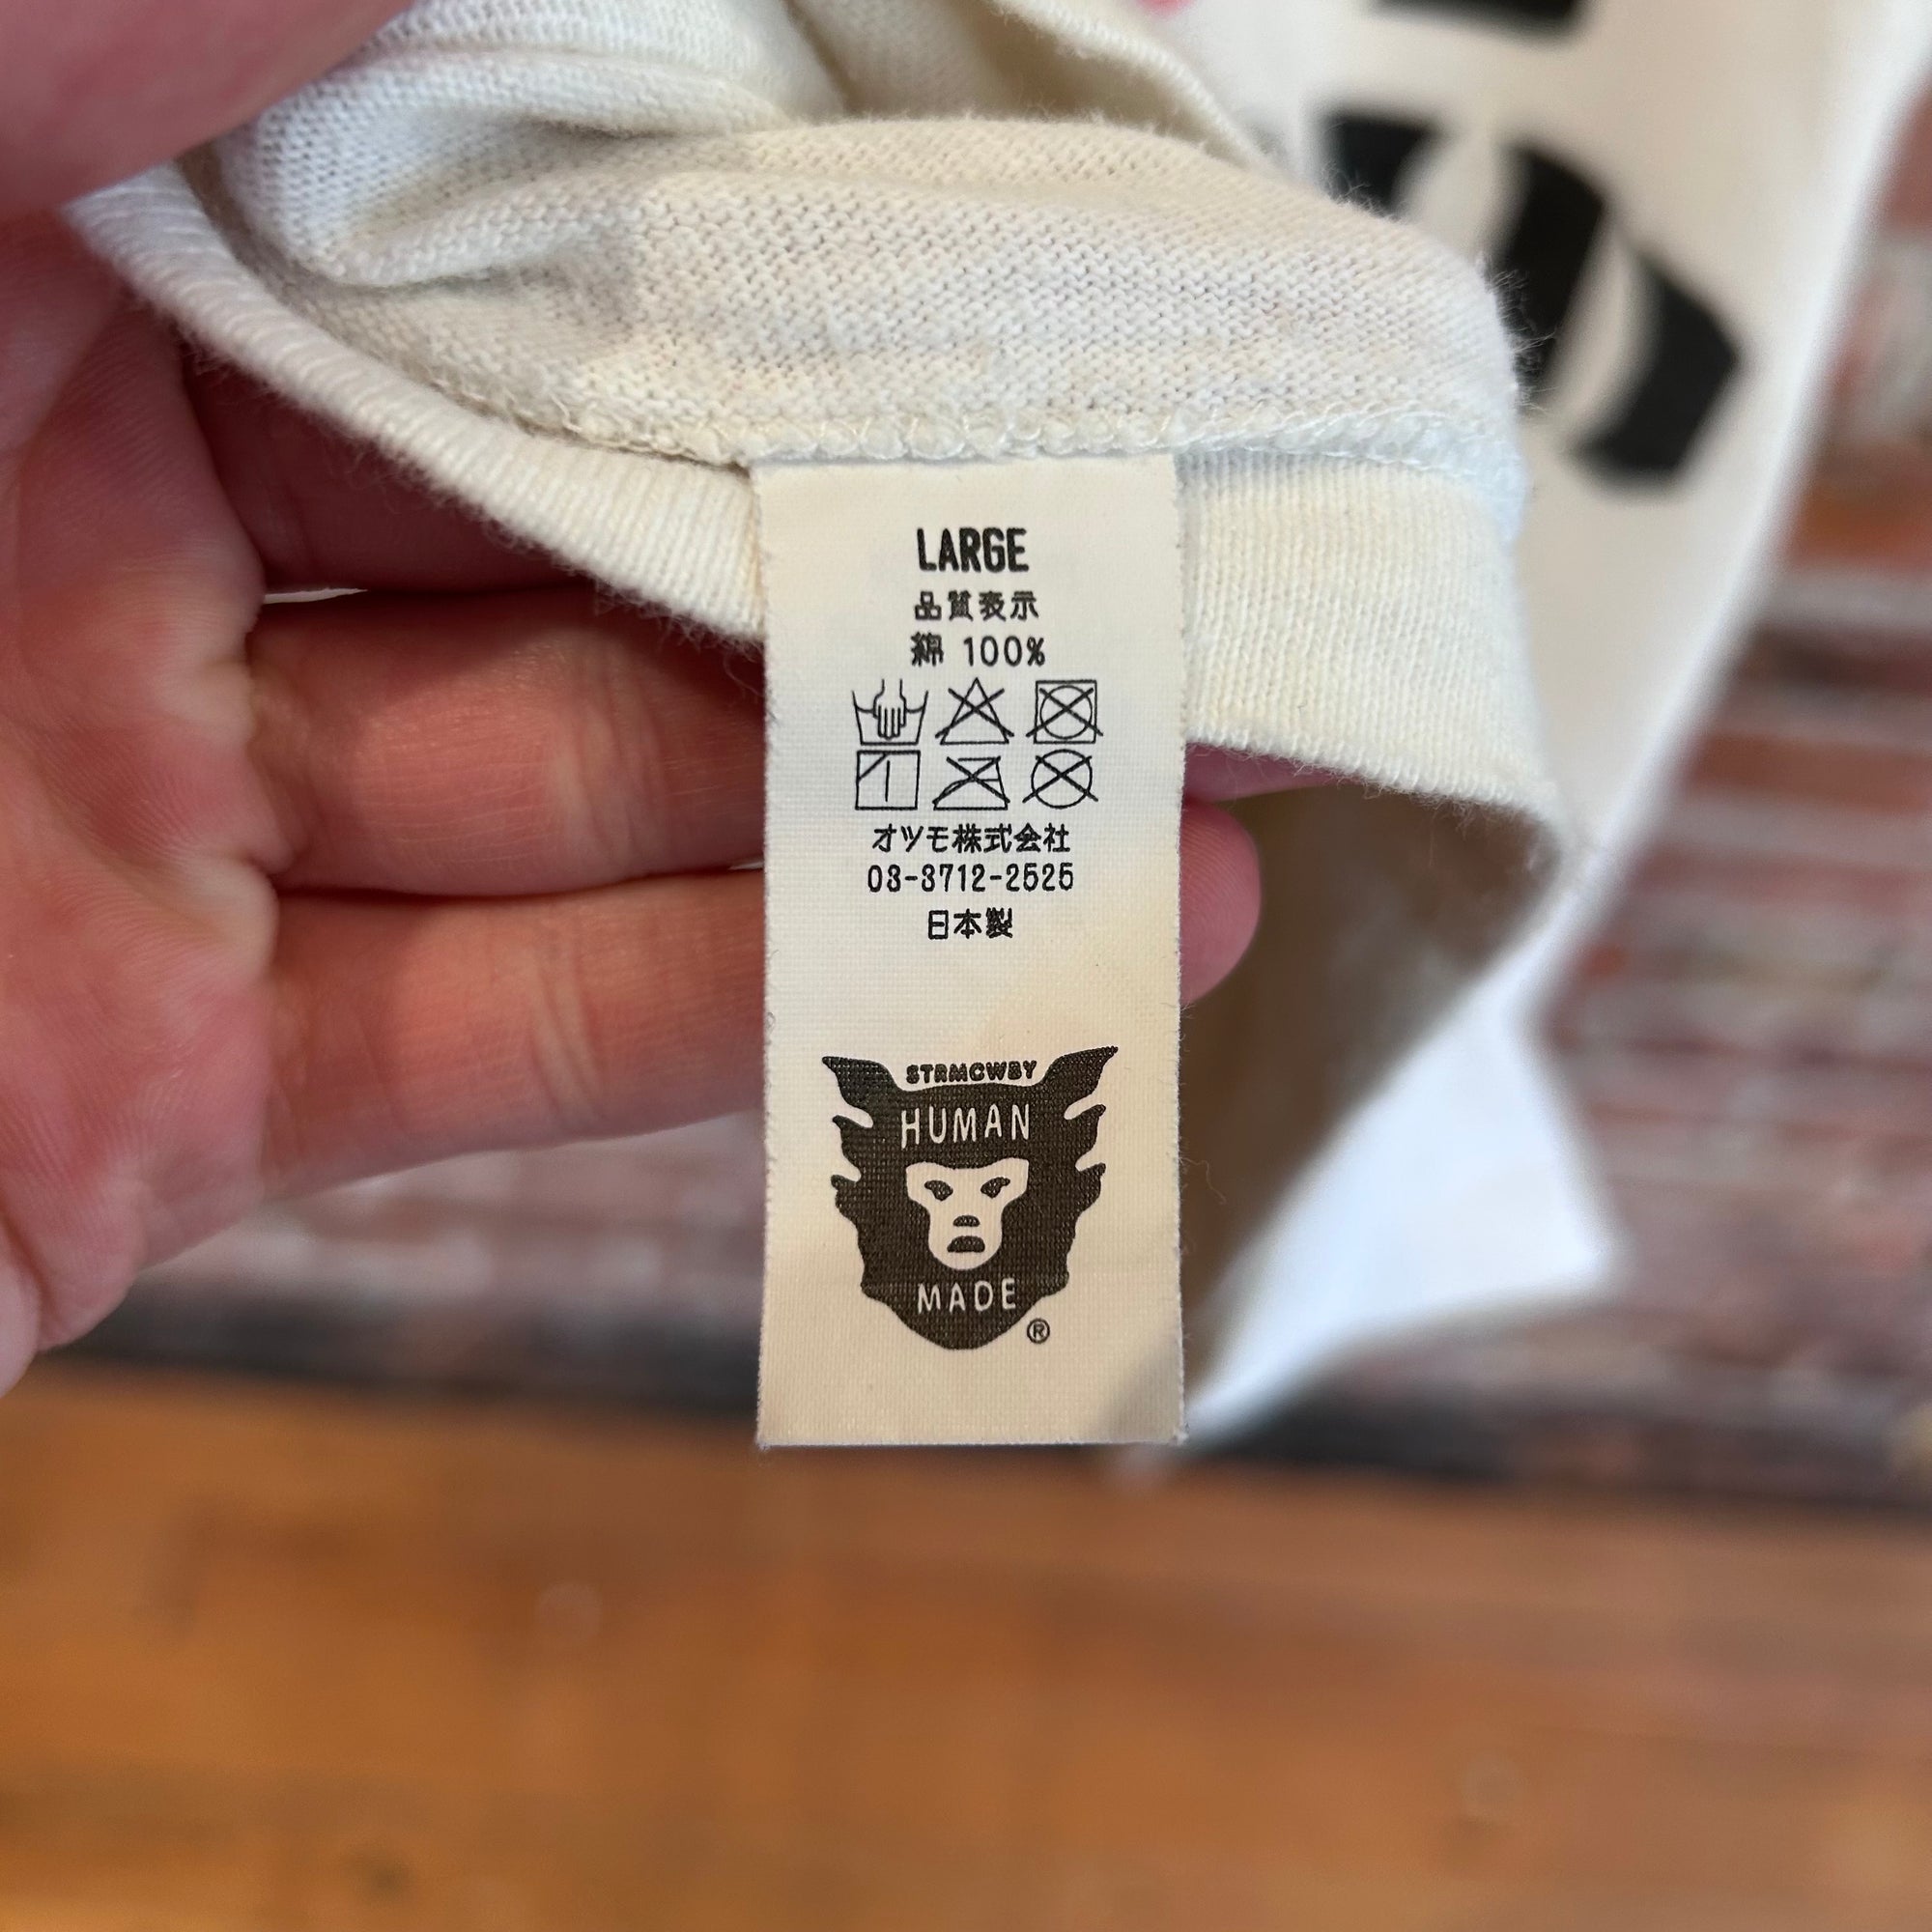 LARGE
品質表示
綿 100%
オツモ株式会社
03-3712-2525
日本製
STRMCWBY
HUMAN
MADE
®